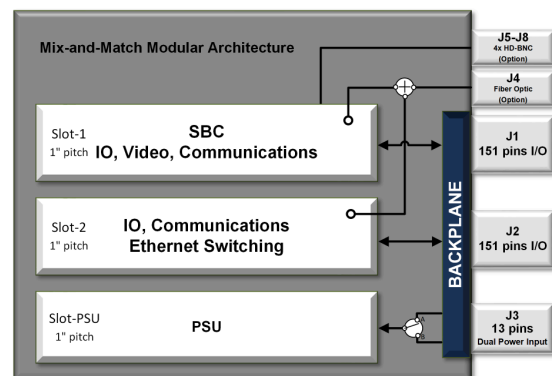 Mix-and-Match Modular Architecture
J5-J8
4x HD-BNC
(Option)
J4
Fiber Optic
(Option)
Slot-1
1" pitch
SBC
IO, Video, Communications
J1
151 pins I/O
Slot-2
1" pitch
IO, Communications
Ethernet Switching
BACKPLANE
J2
151 pins I/O
Slot-PSU
1" pitch
PSU
A
B
J3
13 pins
Dual Power Input